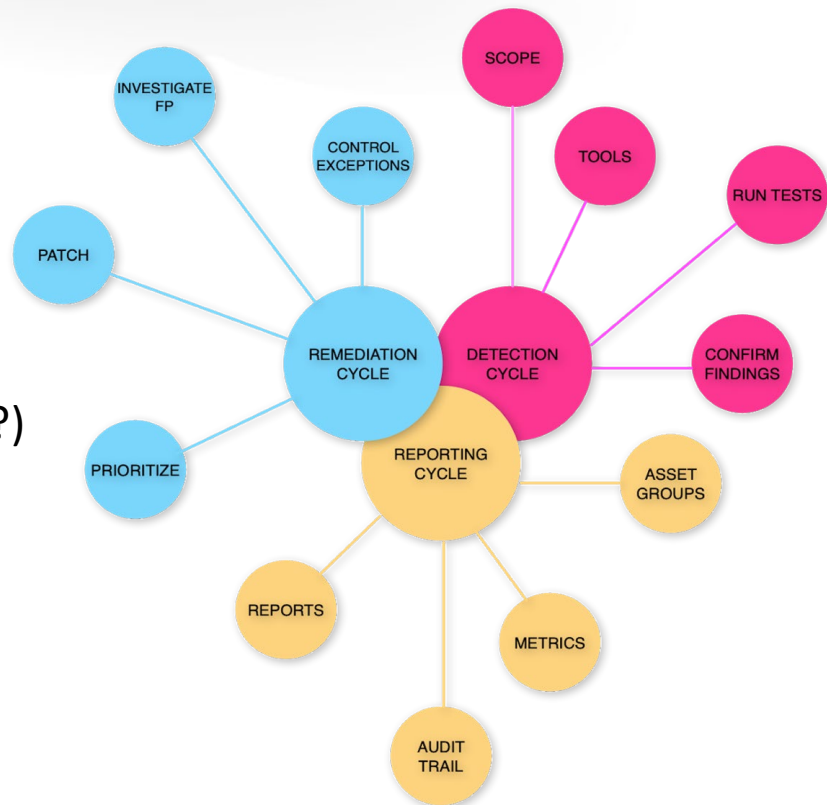 SCOPE
INVESTIGATE
FP
CONTROL
EXCEPTIONS
TOOLS
RUN TESTS
PATCH
REMEDIATION
CYCLE
DETECTION
CYCLE
CONFIRM
FINDINGS
?)
PRIORITIZE
REPORTING
CYCLE
ASSET
GROUPS
REPORTS
METRICS
AUDIT
TRAIL